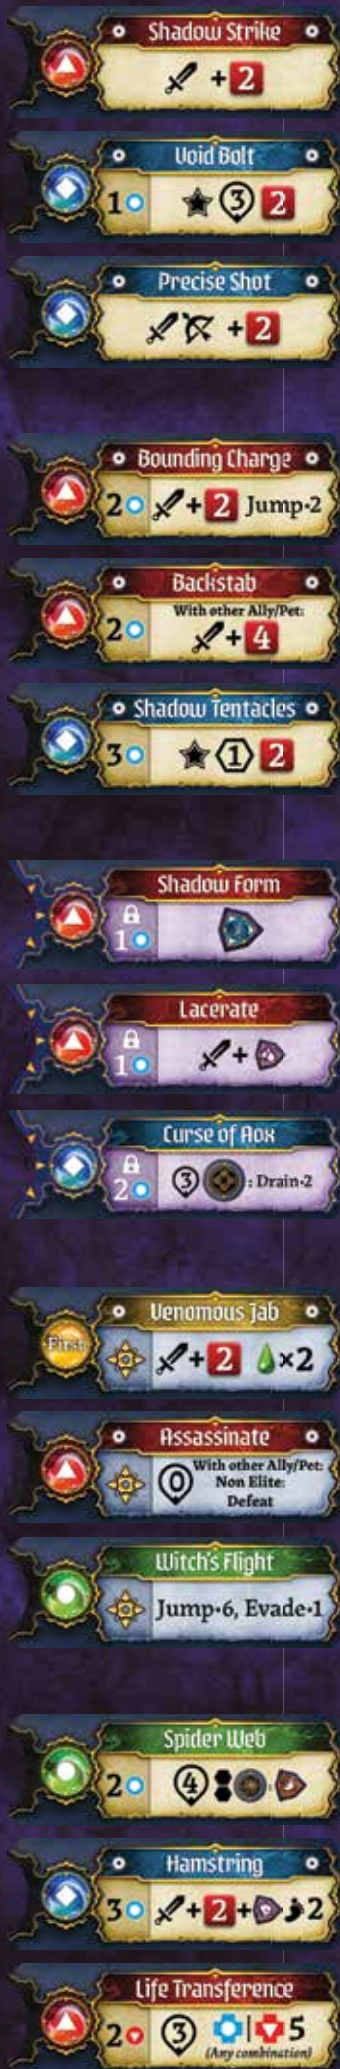 Shadow Strike
+ 2
Void Bolt
1 3 2
Precise Shot
+ 2
Bounding Charge
2 + 2 Jump•2
Backstab
With other Ally/Pet:
2 + 4
Shadow Tentacles
3 1 2
Shadow Form
1
Lacerate
1 +
Curse of Aox
2 3 : Drain•2
Venomous Jab
First + 2 ×2
Assassinate
With other Ally/Pet:
0 Non Elite:
Defeat
Witch's Flight
Jump•6, Evade•1
Spider Web
2 4 :
Hamstring
3 + 2 + 2
Life Transference
2 3 | 5
(Any combination)